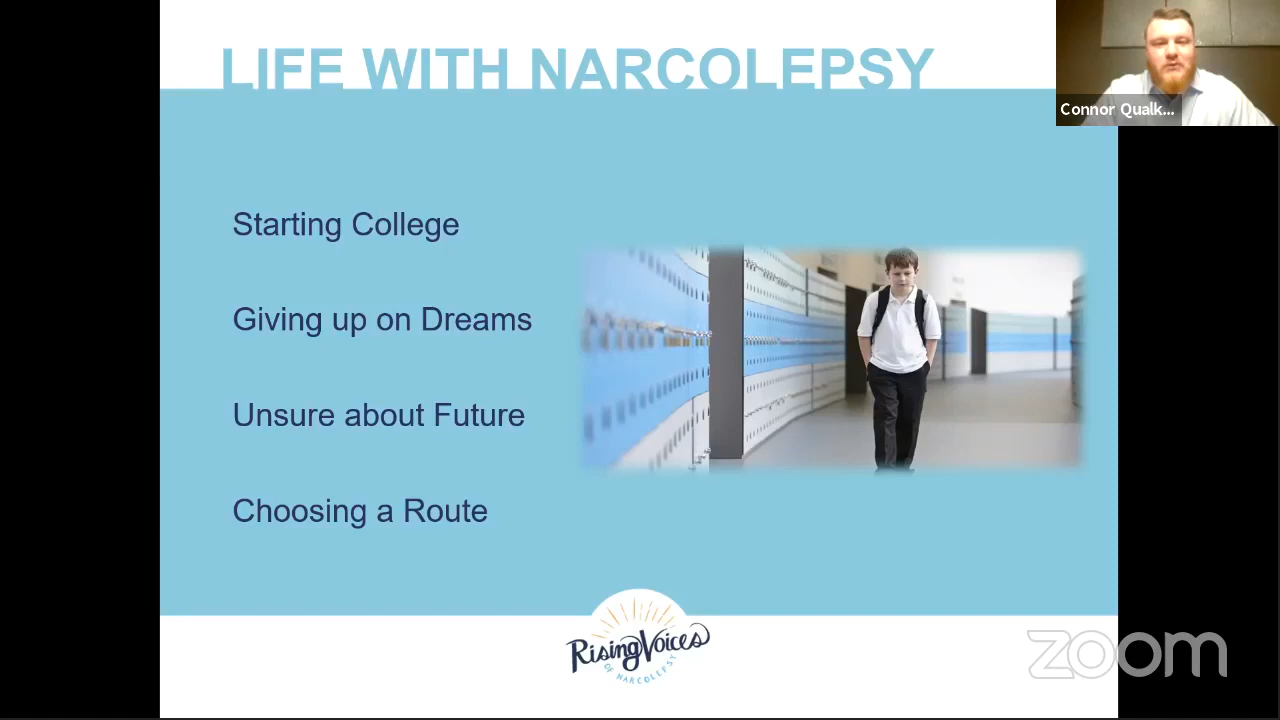 LIFE WITH NARCOLEPSY
Connor Qualk...
Starting College
Giving up on Dreams
Unsure about Future
Choosing a Route
Rising Voices
OF NARCOLEPSY
zoom